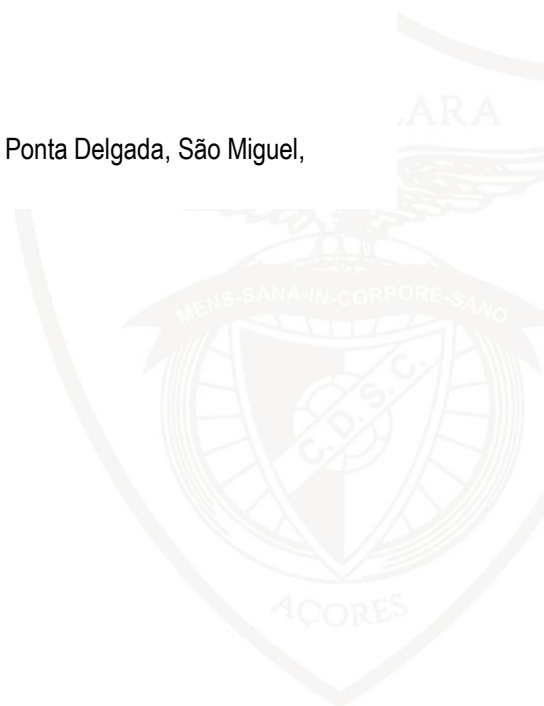 ARA
Ponta Delgada, São Miguel,
MENS-SANA-IN-CORPORE-SANO
C. D. S. C.
AÇORES